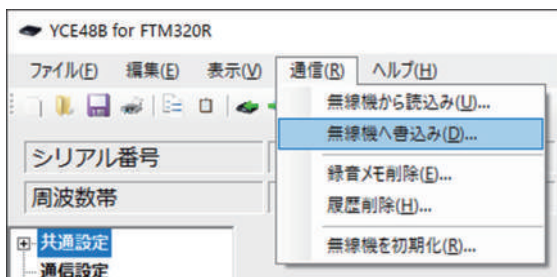 YCE48B for FTM320R
ファイル(F) 編集(E) 表示(V) 通信(R) ヘルプ(H)
無線機から読込み(U)...
無線機へ書込み(D)...
シリアル番号
録音メモ削除(E)...
周波数帯
履歴削除(H)...
共通設定
無線機を初期化(R)...
通信設定